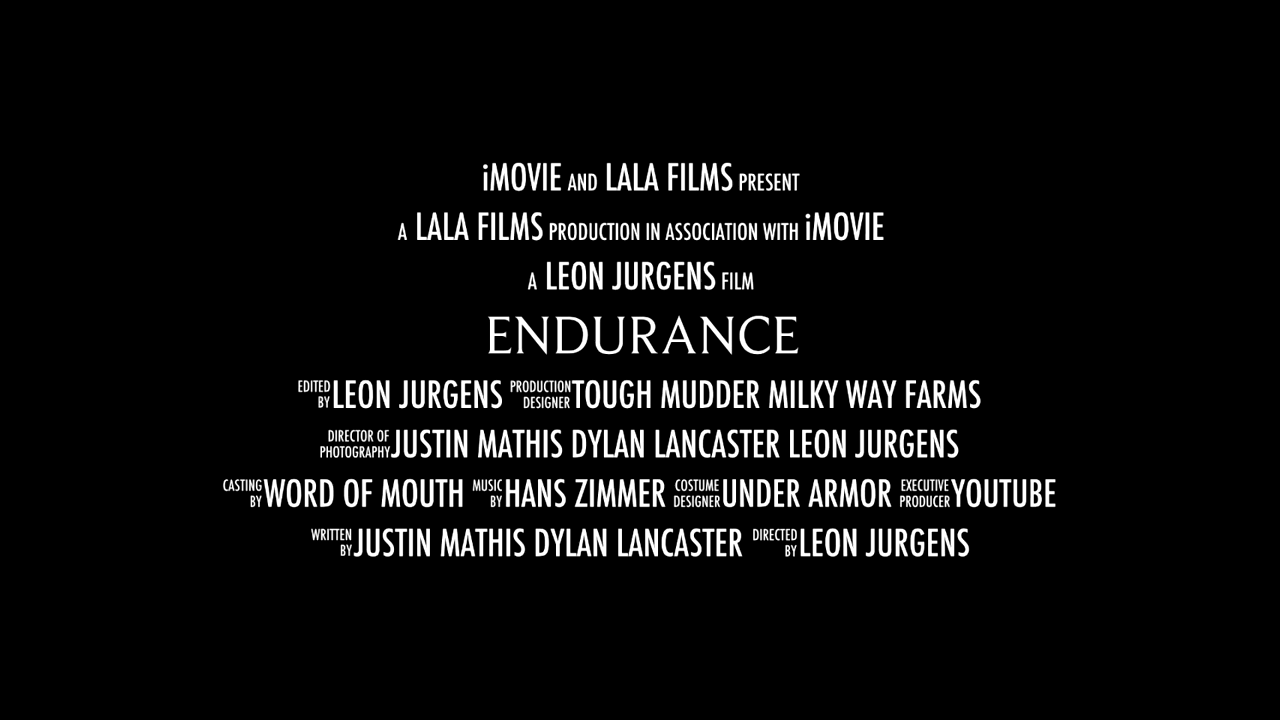 iMOVIE AND LALA FILMS PRESENT
A LALA FILMS PRODUCTION IN ASSOCIATION WITH iMOVIE
A LEON JURGENS FILM
ENDURANCE
EDITED BY LEON JURGENS PRODUCTION DESIGNER TOUGH MUDDER MILKY WAY FARMS
DIRECTOR OF PHOTOGRAPHY JUSTIN MATHIS DYLAN LANCASTER LEON JURGENS
CASTING BY WORD OF MOUTH MUSIC BY HANS ZIMMER COSTUME DESIGNER UNDER ARMOR EXECUTIVE PRODUCER YOUTUBE
WRITTEN BY JUSTIN MATHIS DYLAN LANCASTER DIRECTED BY LEON JURGENS